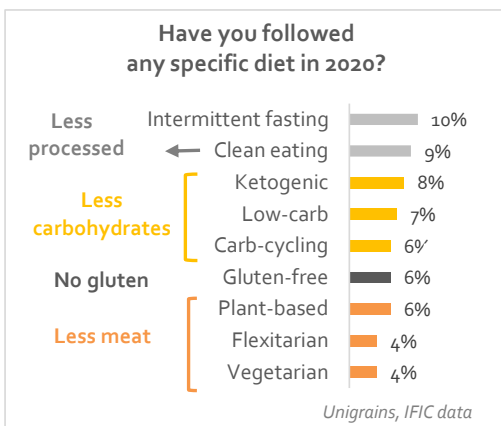 Have you followed
any specific diet in 2020?
Less
processed
Intermittent fasting 10%
Clean eating 9%
Less
carbohydrates
Ketogenic 8%
Low-carb 7%
Carb-cycling 6%
No gluten
Gluten-free 6%
Less meat
Plant-based 6%
Flexitarian 4%
Vegetarian 4%
Unigrains, IFIC data